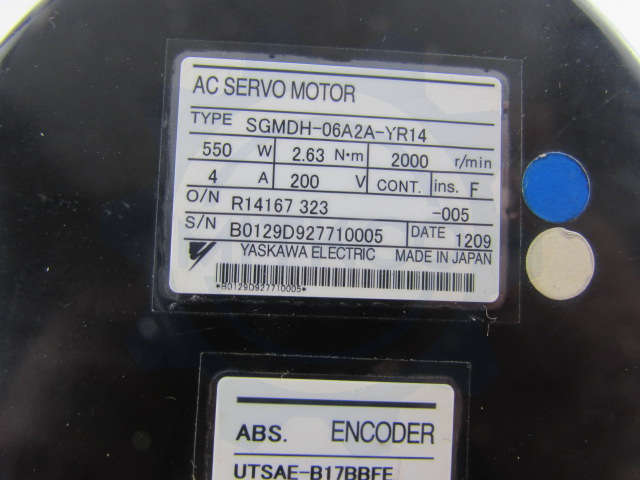 AC SERVO MOTOR
TYPE SGMDH-06A2A-YR14
550 W 2.63 N·m 2000 r/min
4 A 200 V CONT. ins. F
O/N R14167 323 -005
S/N B0129D927710005 DATE 1209
YASKAWA ELECTRIC MADE IN JAPAN
*B0129D927710005*
ABS. ENCODER
UTSAE-B17BBFE